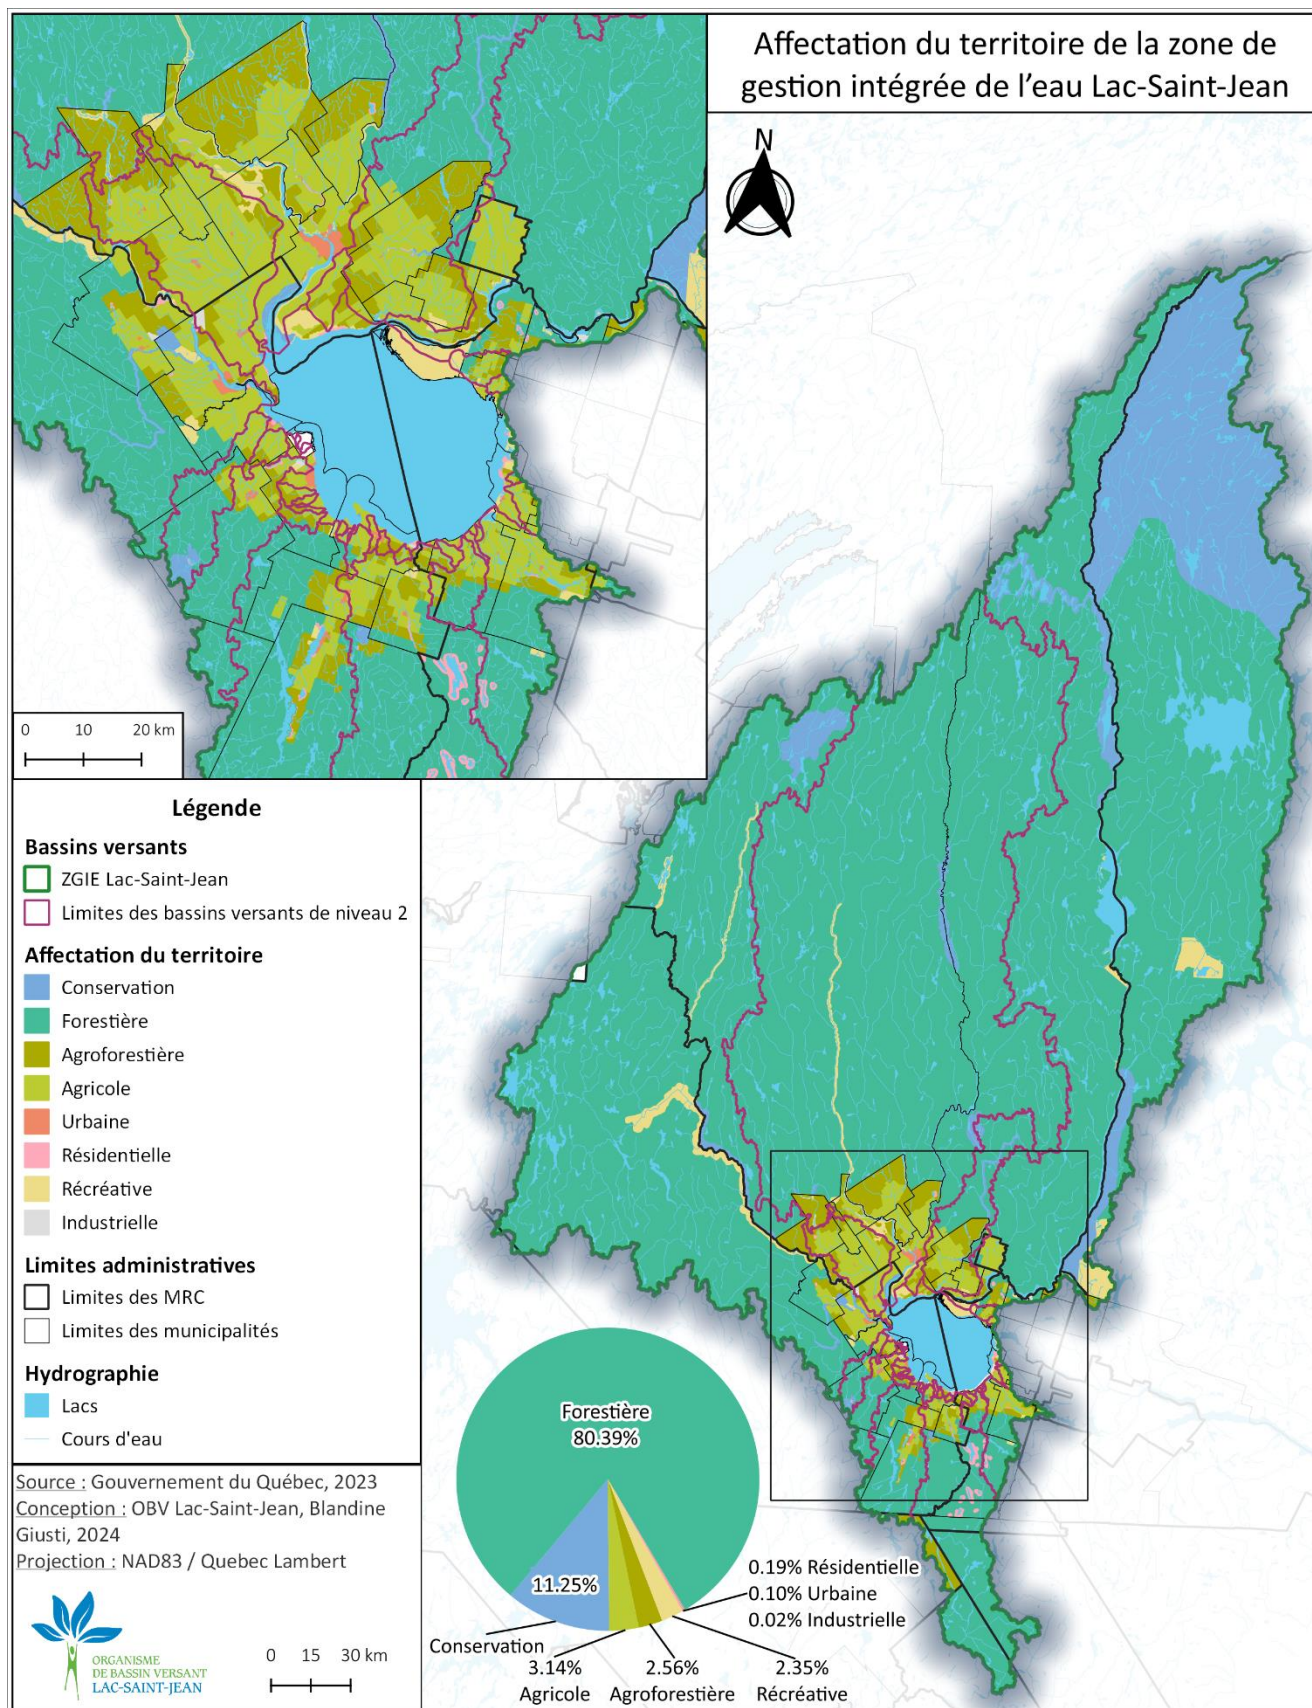 Affectation du territoire de la zone de
gestion intégrée de l'eau Lac-Saint-Jean
N
0 10 20 km
Légende
Bassins versants
ZGIE Lac-Saint-Jean
Limites des bassins versants de niveau 2
Affectation du territoire
Conservation
Forestière
Agroforestière
Agricole
Urbaine
Résidentielle
Récréative
Industrielle
Limites administratives
Limites des MRC
Limites des municipalités
Hydrographie
Lacs
Cours d'eau
Source : Gouvernement du Québec, 2023
Conception : OBV Lac-Saint-Jean, Blandine
Giusti, 2024
Projection : NAD83 / Quebec Lambert
ORGANISME
DE BASSIN VERSANT
LAC-SAINT-JEAN
0 15 30 km
Forestière
80.39%
11.25%
Conservation
3.14%
Agricole
2.56%
Agroforestière
2.35%
Récréative
0.19% Résidentielle
0.10% Urbaine
0.02% Industrielle